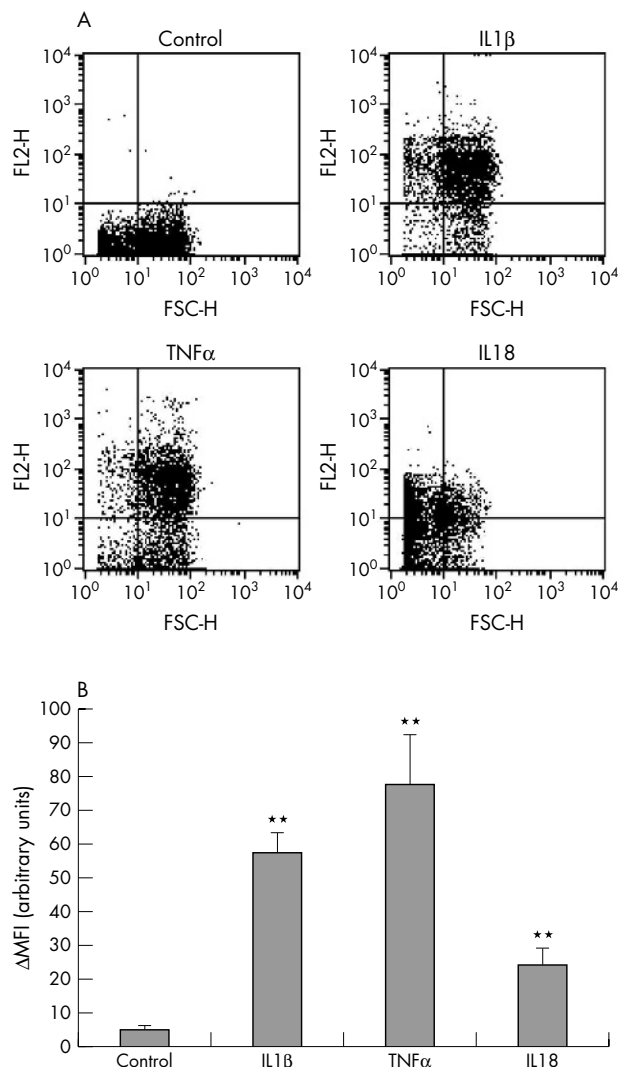 A
Control
IL1β
10⁴
10³
10²
10¹
10⁰
FL2-H
10⁰ 10¹ 10² 10³ 10⁴
FSC-H
10⁴
10³
10²
10¹
10⁰
FL2-H
10⁰ 10¹ 10² 10³ 10⁴
FSC-H
TNFα
IL18
10⁴
10³
10²
10¹
10⁰
FL2-H
10⁰ 10¹ 10² 10³ 10⁴
FSC-H
10⁴
10³
10²
10¹
10⁰
FL2-H
10⁰ 10¹ 10² 10³ 10⁴
FSC-H
B
100
90
80
70
60
50
40
30
20
10
0
ΔMFI (arbitrary units)
★★
★★
★★
Control IL1β TNFα IL18